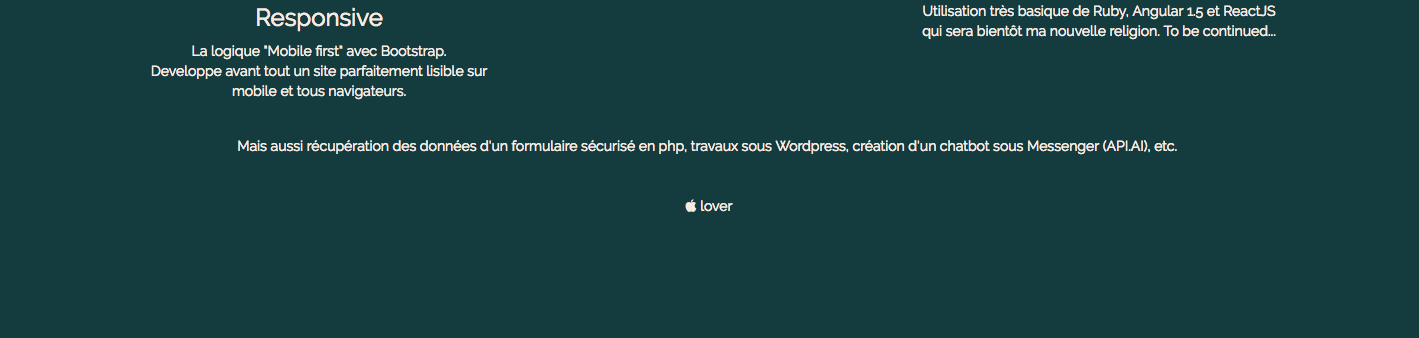 Responsive
La logique "Mobile first" avec Bootstrap.
Developpe avant tout un site parfaitement lisible sur
mobile et tous navigateurs.
Utilisation très basique de Ruby, Angular 1.5 et ReactJS
qui sera bientôt ma nouvelle religion. To be continued...
Mais aussi récupération des données d'un formulaire sécurisé en php, travaux sous Wordpress, création d'un chatbot sous Messenger (API.AI), etc.
lover